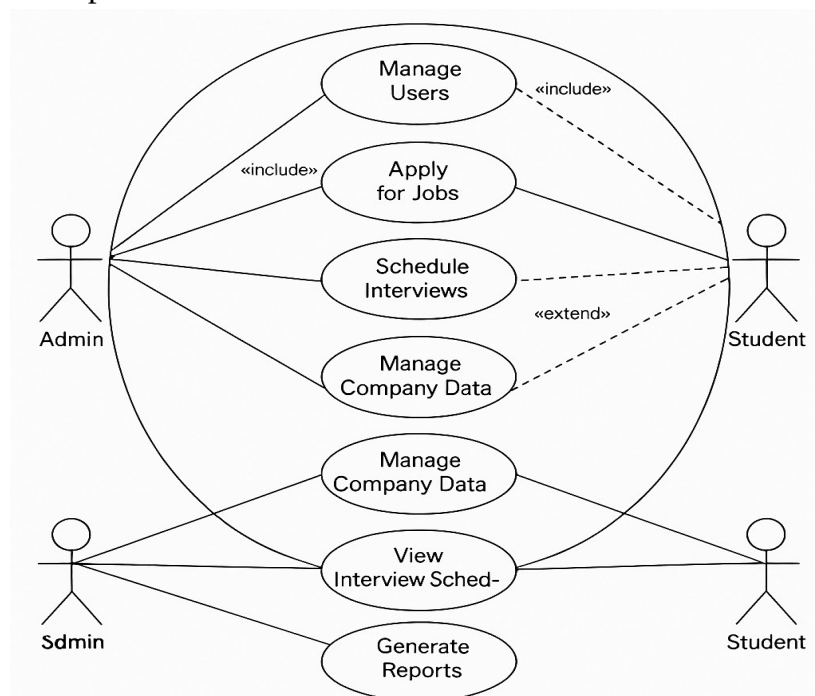 Manage
Users
«include»
«include»
Apply
for Jobs
Schedule
Interviews
Admin
«extend»
Student
Manage
Company Data
Manage
Company Data
View
Interview Sched-
Sdmin
Student
Generate
Reports